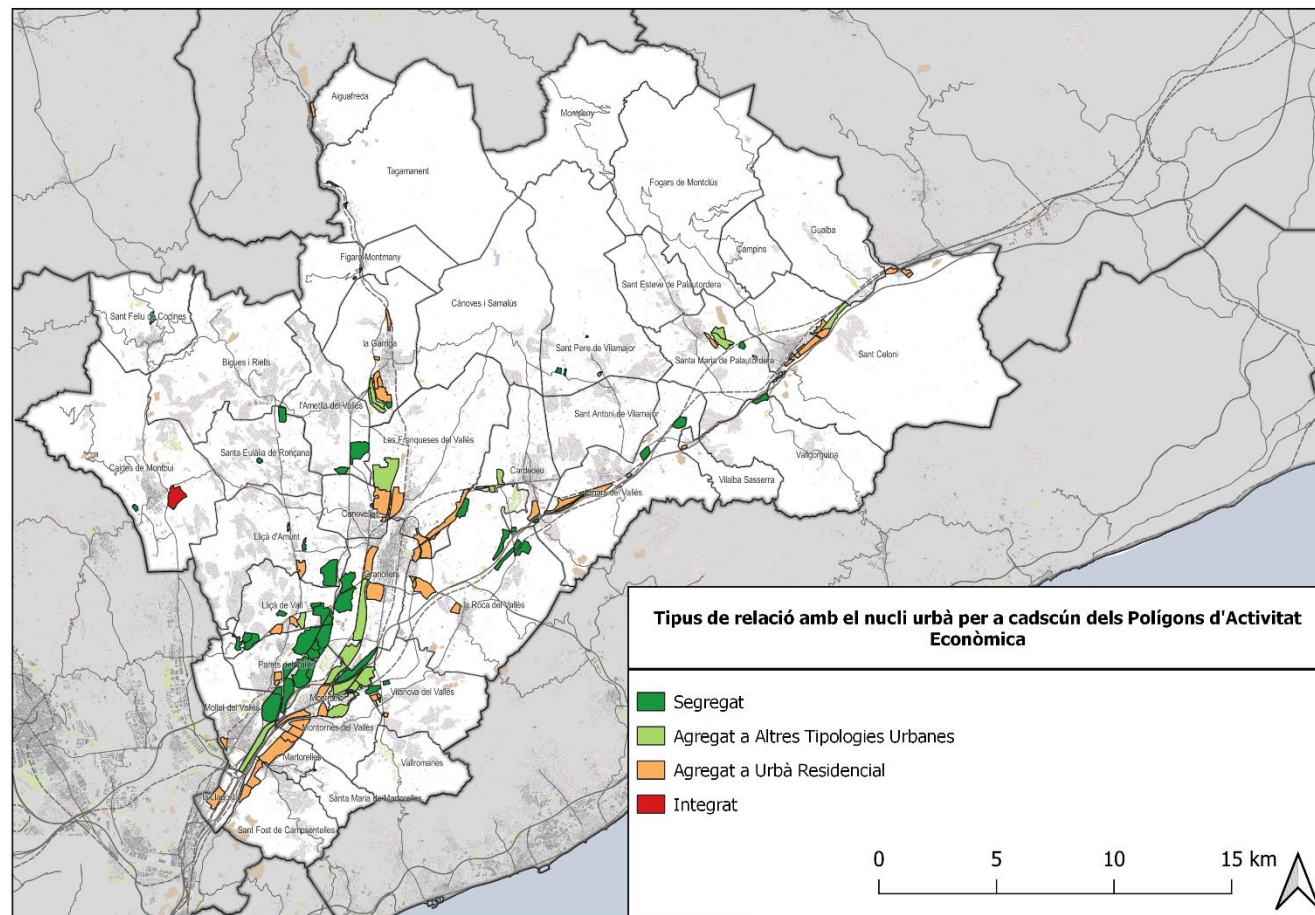 Aiguafreda
Montseny
Tagamanent
Fogars de Montclús
Gualba
Campins
Figaró-Montmany
Sant Esteve de Palautordera
Cànoves i Samalús
Sant Feliu de Codines
la Garriga
Sant Pere de Vilamajor
Santa Maria de Palautordera
Sant Celoni
Bigues i Riells
l'Ametlla del Vallès
Sant Antoni de Vilamajor
Les Franqueses del Vallès
Santa Eulàlia de Ronçana
Vallgorguina
Caldes de Montbui
Cardedeu
Vilalba Sasserra
Llinars del Vallès
Canovelles
Lliçà d'Amunt
Granollers
Lliçà de Vall
la Roca del Vallès
Parets del Vallès
Vilanova del Vallès
Mollet del Vallès
Montornès del Vallès
Martorelles
Vallromanes
Santa Maria de Martorelles
la Llagosta
Sant Fost de Campsentelles
Tipus de relació amb el nucli urbà per a cadscún dels Polígons d'Activitat
Econòmica
Segregat
Agregat a Altres Tipologies Urbanes
Agregat a Urbà Residencial
Integrat
0 5 10 15 km